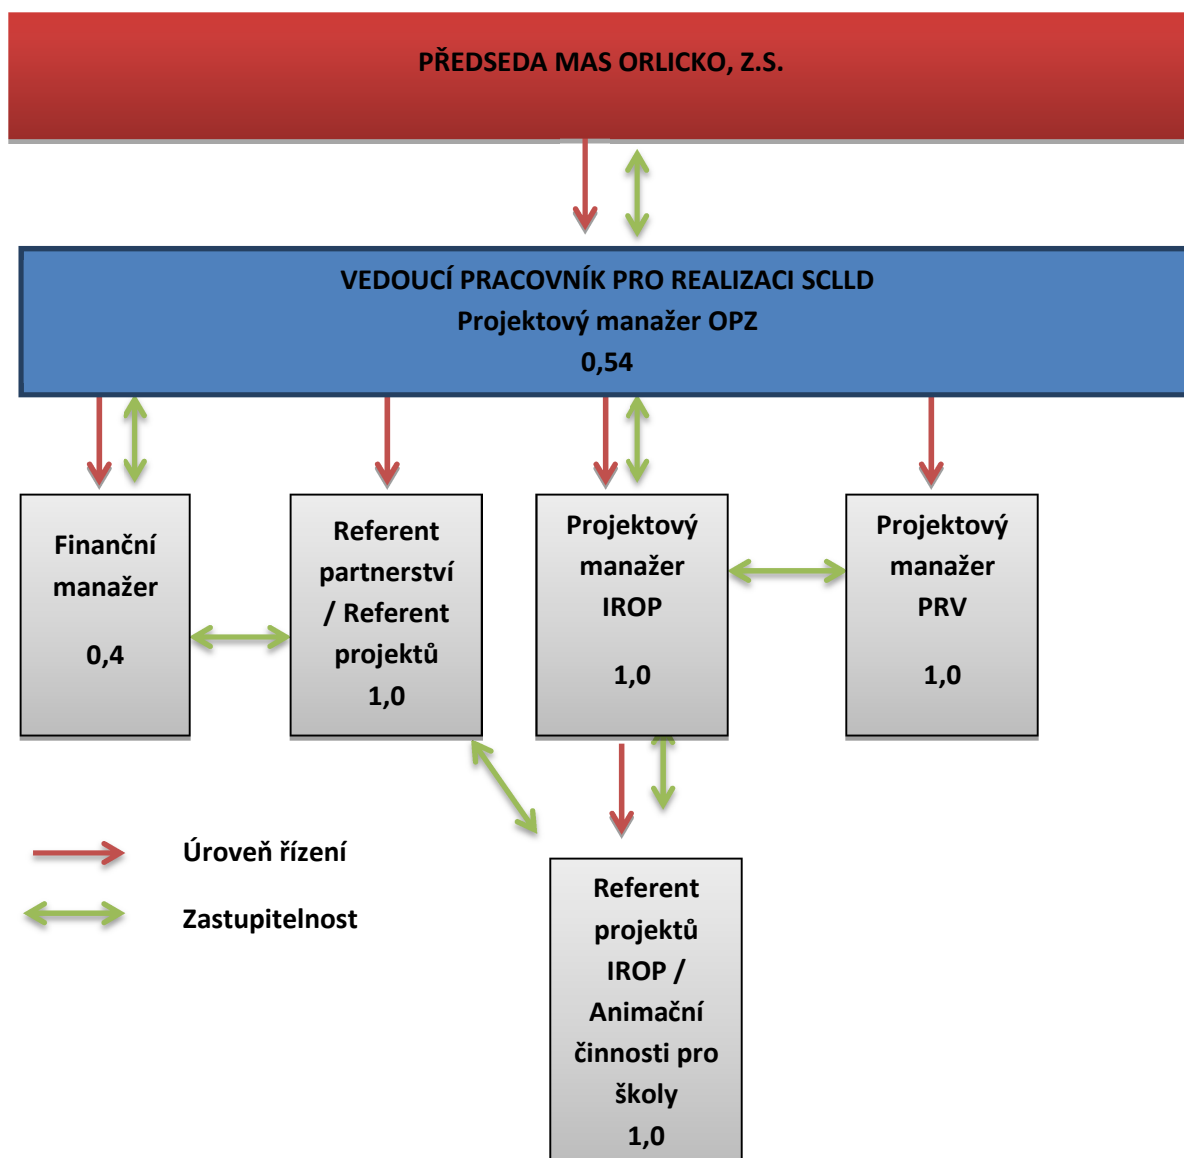 PŘEDSEDA MAS ORLICKO, Z.S.
VEDOUCÍ PRACOVNÍK PRO REALIZACI SCLLD
Projektový manažer OPZ
0,54
Finanční
manažer
0,4
Referent
partnerství
/ Referent
projektů
1,0
Projektový
manažer
IROP
1,0
Projektový
manažer
PRV
1,0
Úroveň řízení
Zastupitelnost
Referent
projektů
IROP /
Animační
činnosti pro
školy
1,0